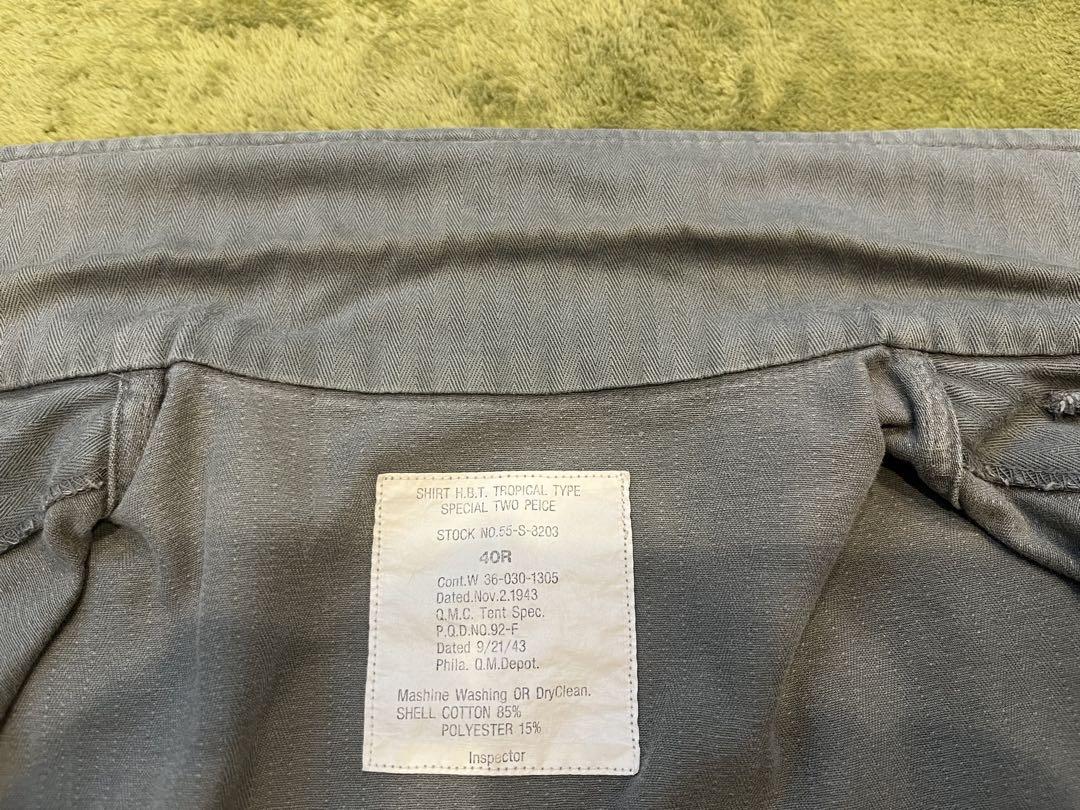 SHIRT H.B.T. TROPICAL TYPE
SPECIAL TWO PEICE
STOCK NO.55-S-3203
40R
Cont.W 36-030-1305
Dated.Nov.2.1943
Q.M.C. Tent Spec.
P.Q.D.NO.92-F
Dated 9/21/43
Phila. Q.M.Depot.
Mashine Washing OR DryClean.
SHELL COTTON 85%
POLYESTER 15%
Inspector